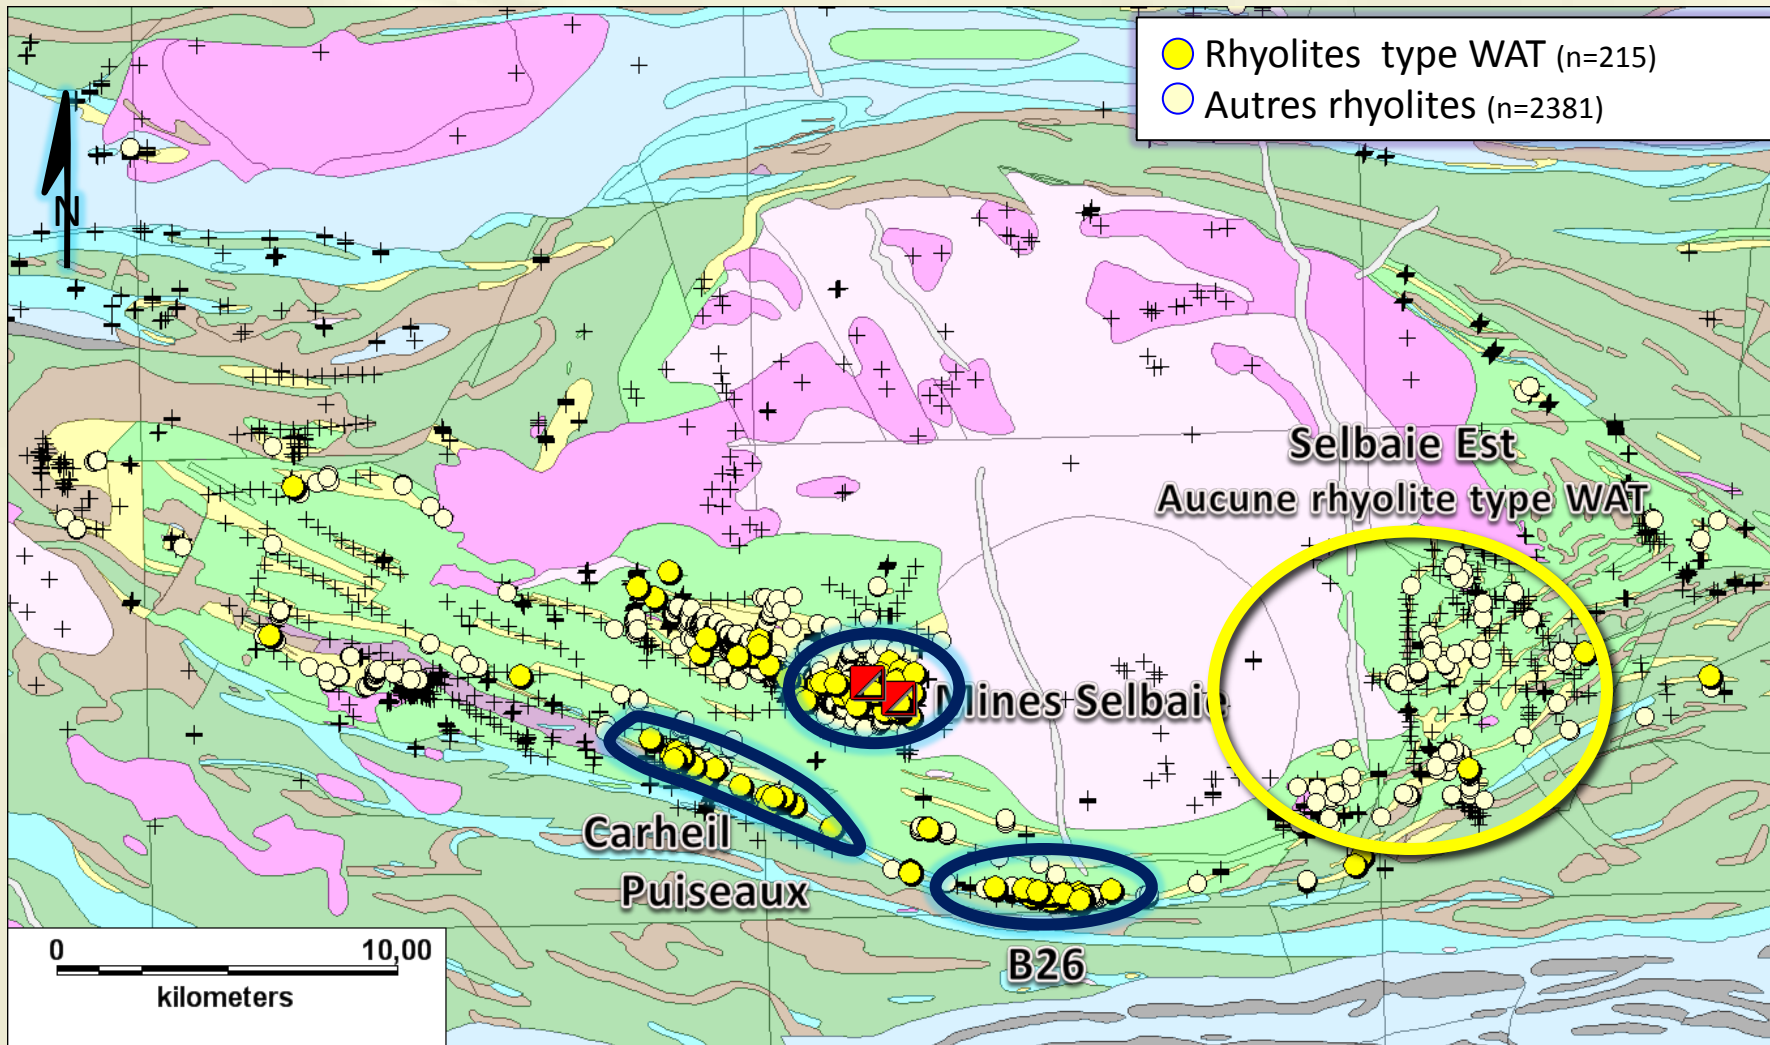 Rhyolites type WAT (n=215)
Autres rhyolites (n=2381)
N
Selbaie Est
Aucune rhyolite type WAT
Mines Selbaie
Carheil
Puiseaux
B26
0 10,00
kilometers